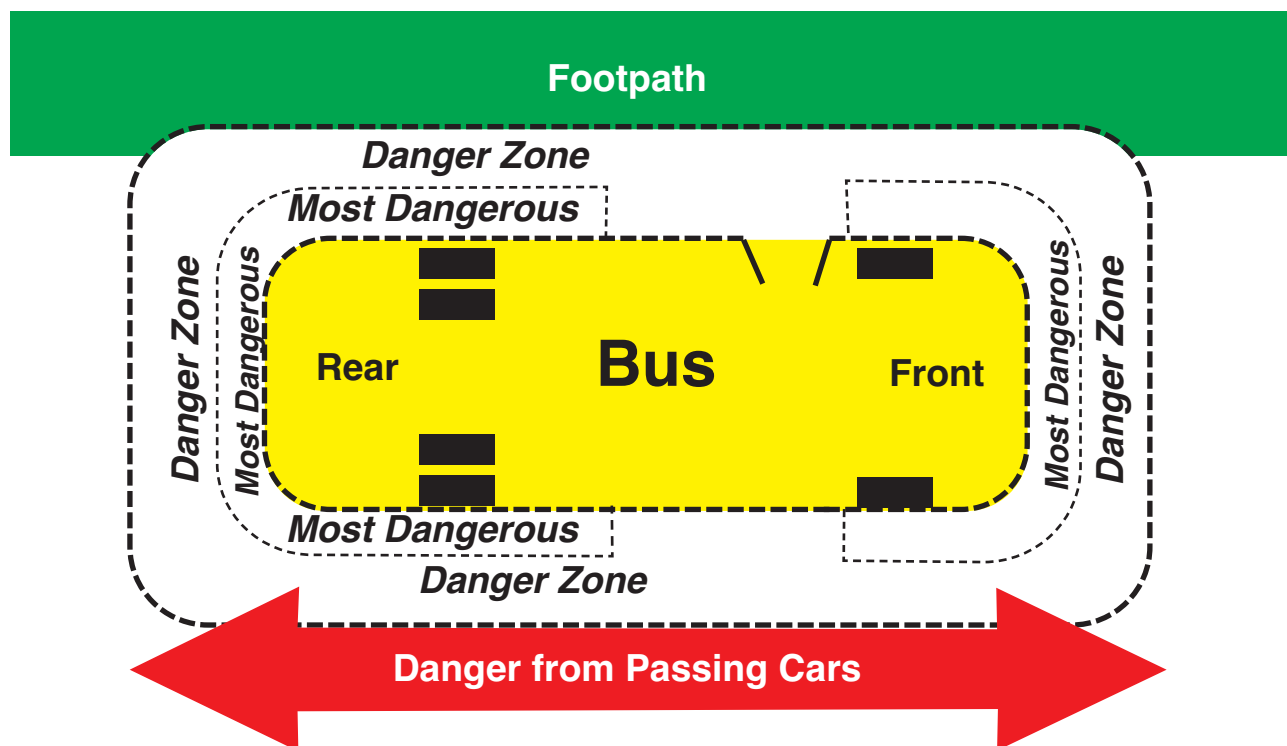 Footpath
Danger Zone
Most Dangerous
Danger Zone
Most Dangerous
Rear
Bus
Front
Most Dangerous
Danger Zone
Most Dangerous
Danger Zone
Danger from Passing Cars